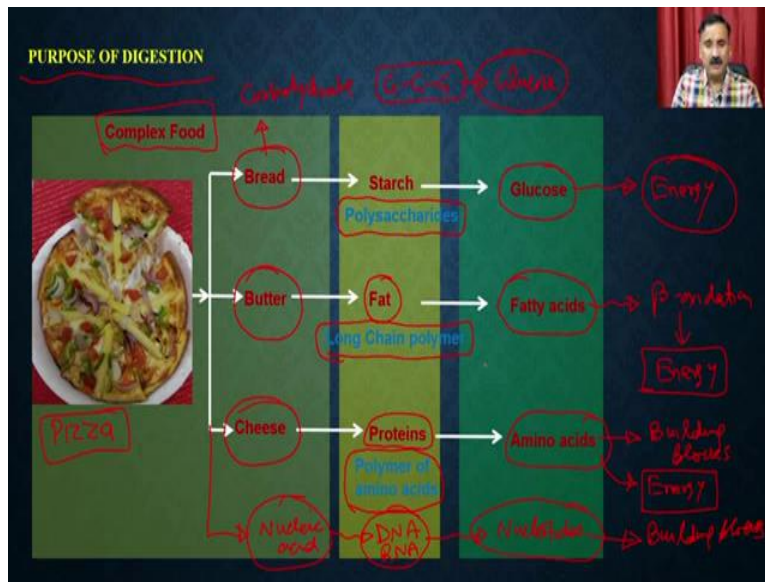 PURPOSE OF DIGESTION
Carbohydrate G-G-G Glucose
Complex Food
Bread Starch Glucose Energy
Polysaccharides
Butter Fat Fatty acids β-oxidation
Long Chain polymer
Energy
Pizza
Cheese Proteins Amino acids Building
blocks
Polymer of
amino acids
Energy
Nucleic
acid
DNA
RNA
Building blocks